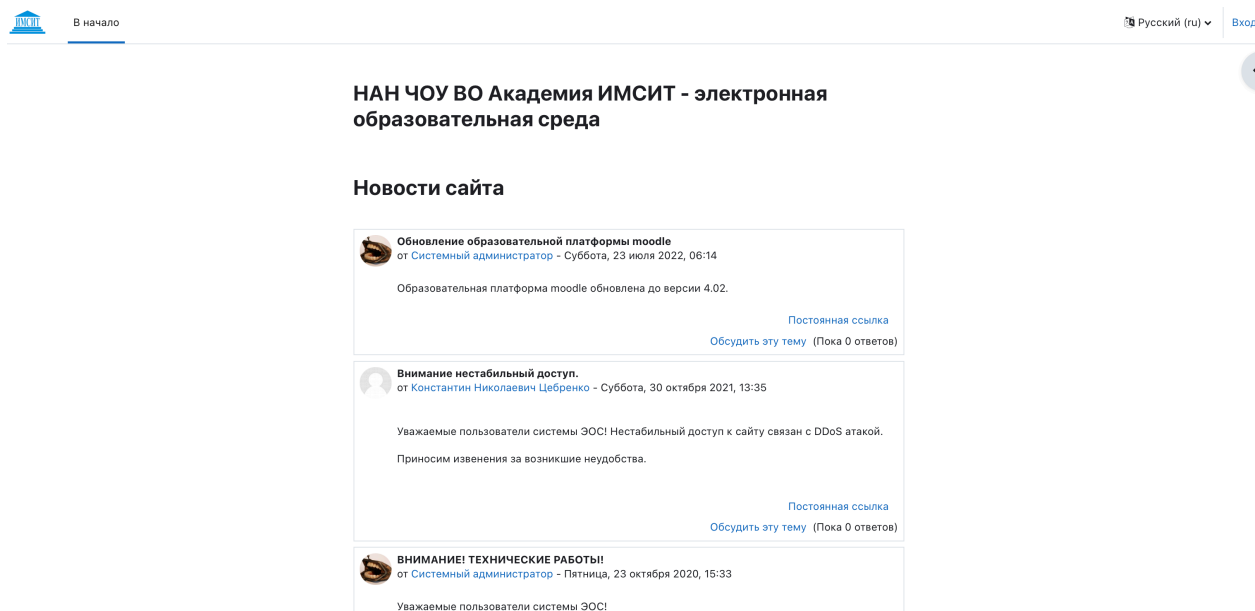 ИМСИТ
В начало
Русский (ru)
Вход
НАН ЧОУ ВО Академия ИМСИТ - электронная
образовательная среда
Новости сайта
Обновление образовательной платформы moodle
от Системный администратор - Суббота, 23 июля 2022, 06:14
Образовательная платформа moodle обновлена до версии 4.02.
Постоянная ссылка
Обсудить эту тему (Пока 0 ответов)
Внимание нестабильный доступ.
от Константин Николаевич Цебренко - Суббота, 30 октября 2021, 13:35
Уважаемые пользователи системы ЭОС! Нестабильный доступ к сайту связан с DDoS атакой.
Приносим извенения за возникшие неудобства.
Постоянная ссылка
Обсудить эту тему (Пока 0 ответов)
ВНИМАНИЕ! ТЕХНИЧЕСКИЕ РАБОТЫ!
от Системный администратор - Пятница, 23 октября 2020, 15:33
Уважаемые пользователи системы ЭОС!